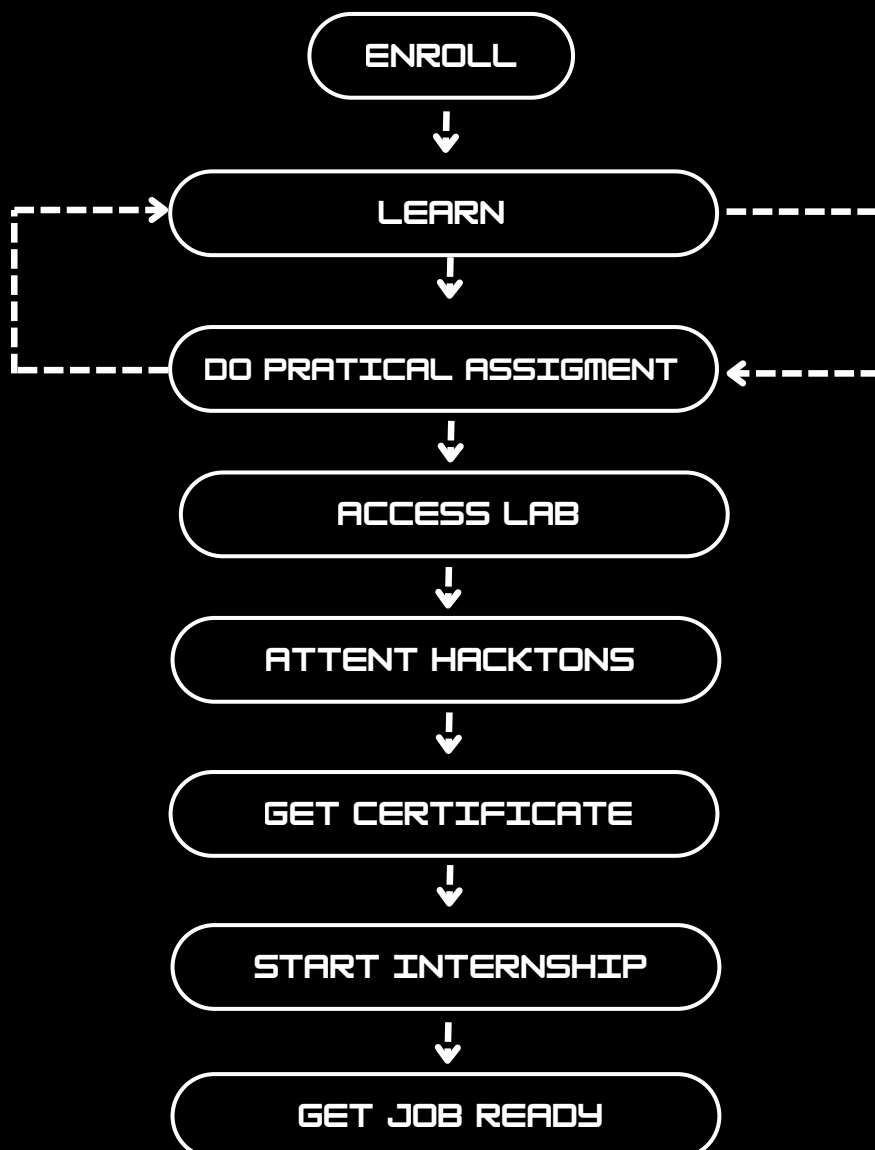 ENROLL
LEARN
DO PRATICAL ASSIGMENT
ACCESS LAB
ATTENT HACKTONS
GET CERTIFICATE
START INTERNSHIP
GET JOB READY